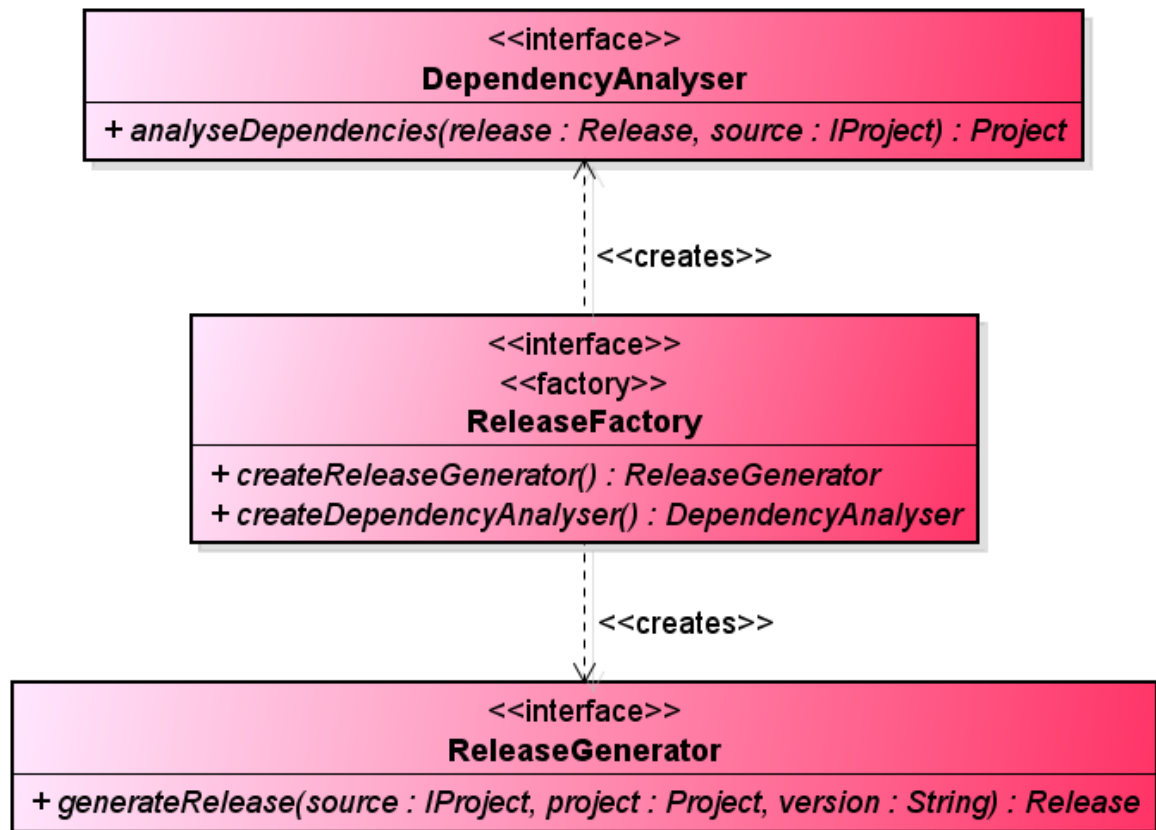 <<interface>>
DependencyAnalyser
+ analyseDependencies(release : Release, source : IProject) : Project
<<creates>>
<<interface>>
<<factory>>
ReleaseFactory
+ createReleaseGenerator() : ReleaseGenerator
+ createDependencyAnalyser() : DependencyAnalyser
<<creates>>
<<interface>>
ReleaseGenerator
+ generateRelease(source : IProject, project : Project, version : String) : Release